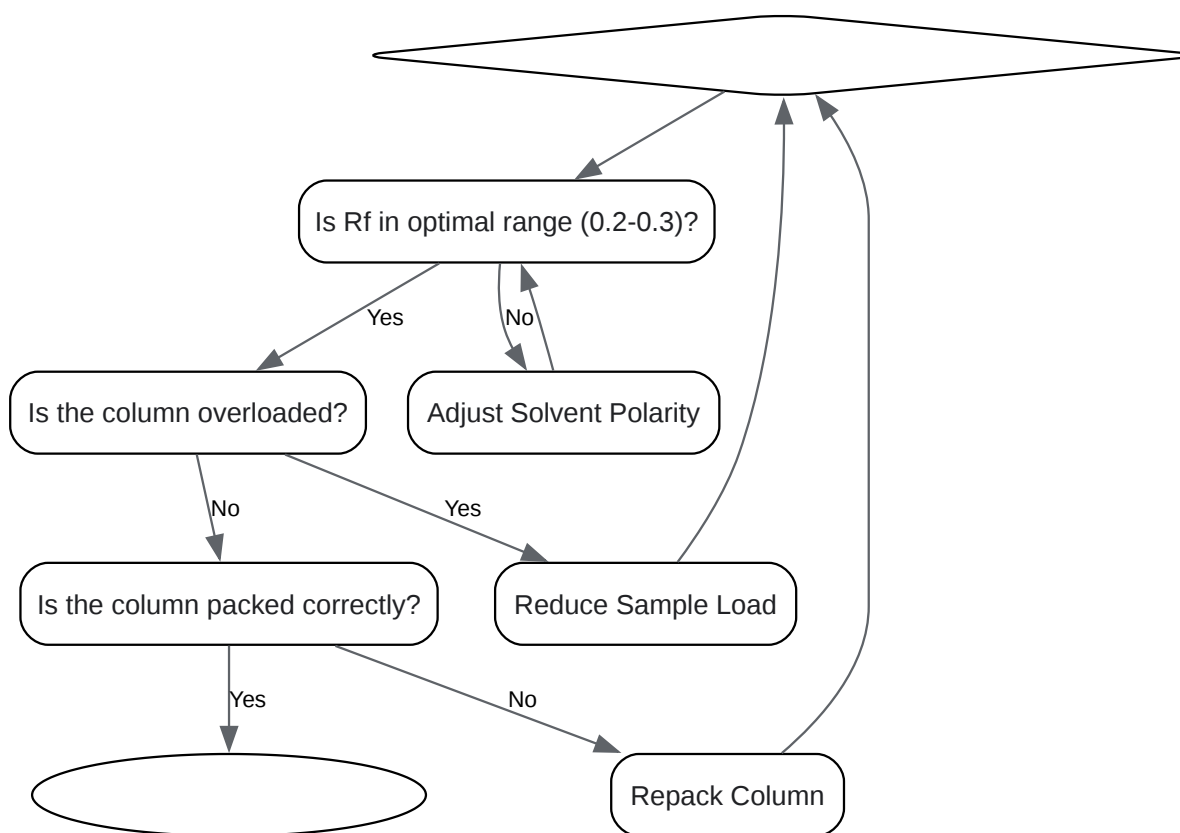 Is Rf in optimal range (0.2-0.3)?
Yes
No
Is the column overloaded?
Adjust Solvent Polarity
No
Yes
Is the column packed correctly?
Reduce Sample Load
Yes
No
Repack Column